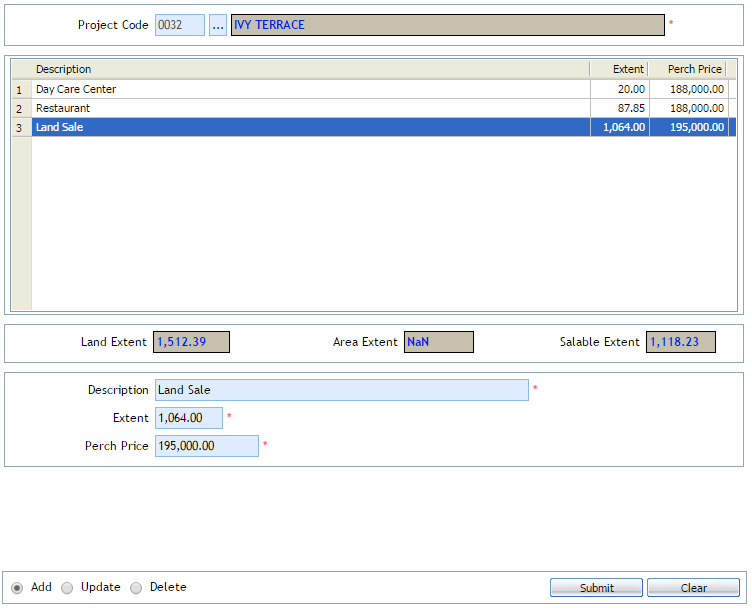 Project Code 0032 ... IVY TERRACE *
Description Extent Perch Price
1 Day Care Center 20.00 188,000.00
2 Restaurant 87.85 188,000.00
3 Land Sale 1,064.00 195,000.00
Land Extent 1,512.39 Area Extent NaN Salable Extent 1,118.23
Description Land Sale *
Extent 1,064.00 *
Perch Price 195,000.00 *
Add Update Delete Submit Clear